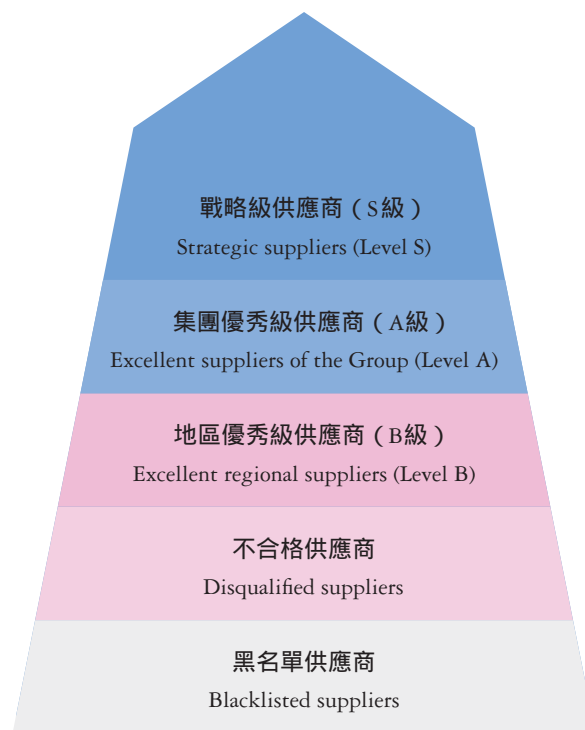 戰略級供應商（S級）
Strategic suppliers (Level S)
集團優秀級供應商（A級）
Excellent suppliers of the Group (Level A)
地區優秀級供應商（B級）
Excellent regional suppliers (Level B)
不合格供應商
Disqualified suppliers
黑名單供應商
Blacklisted suppliers